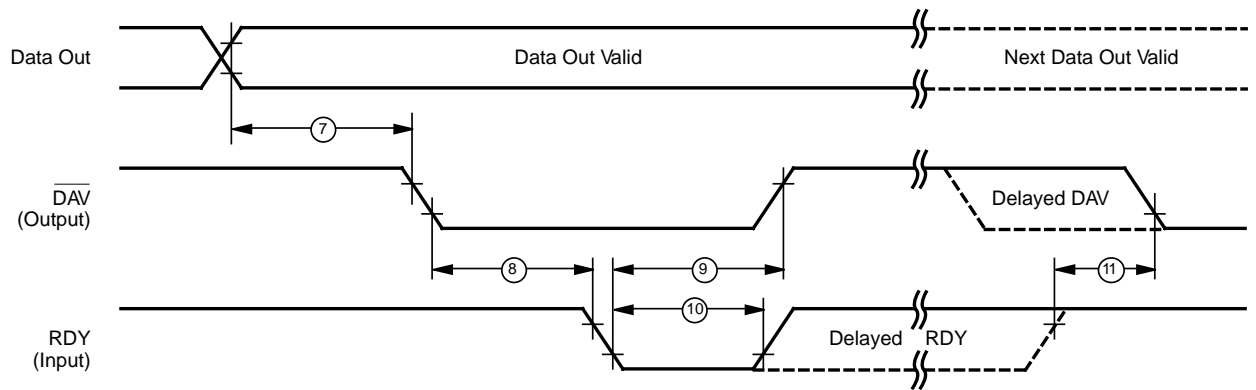 Data Out
Data Out Valid
Next Data Out Valid
7
DAV
(Output)
Delayed DAV
8
9
11
10
RDY
(Input)
Delayed RDY